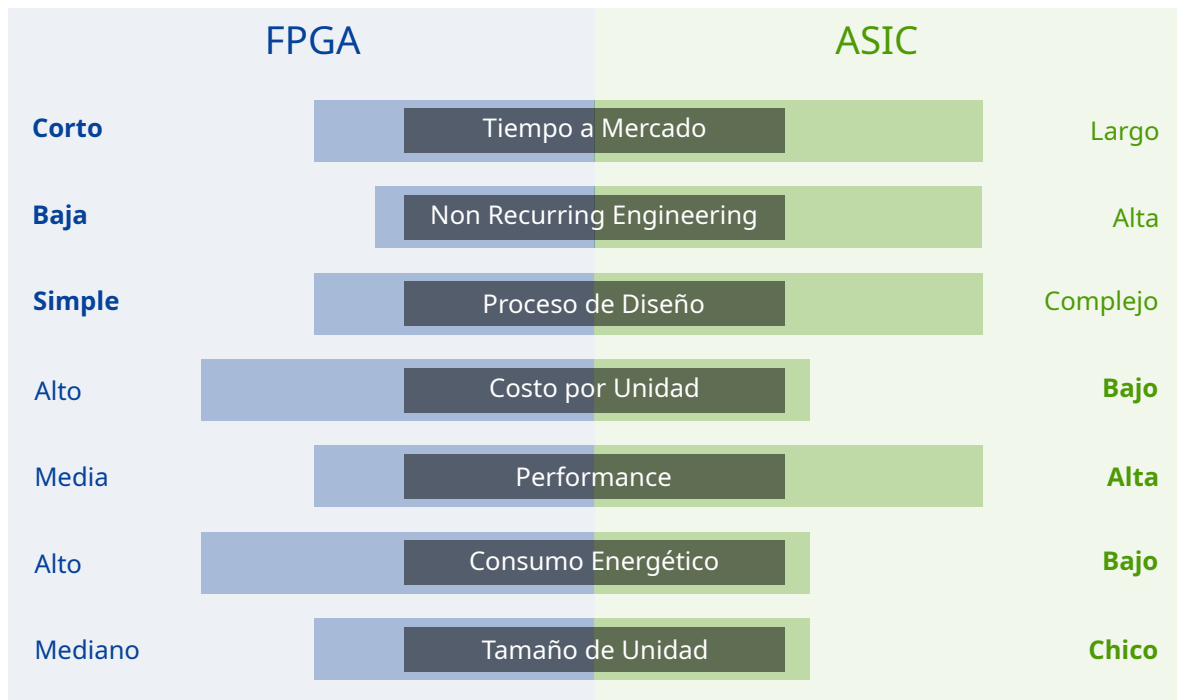 FPGA ASIC
Corto Tiempo a Mercado Largo
Baja Non Recurring Engineering Alta
Simple Proceso de Diseño Complejo
Alto Costo por Unidad Bajo
Media Performance Alta
Alto Consumo Energético Bajo
Mediano Tamaño de Unidad Chico